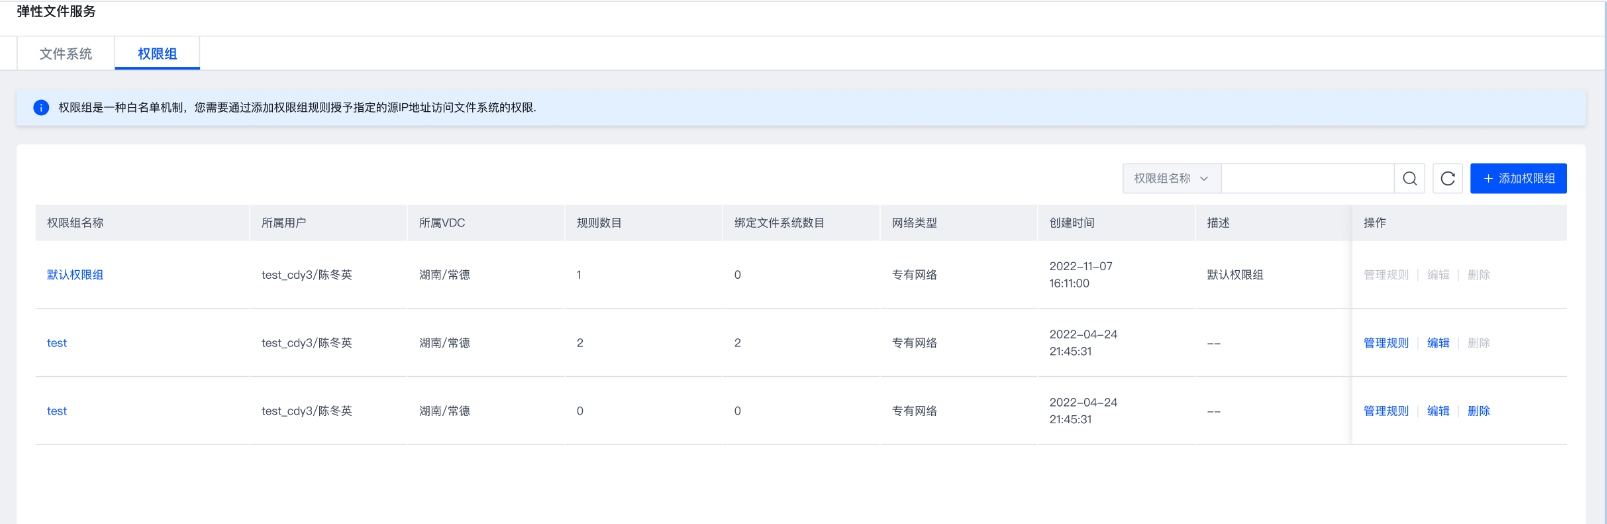 弹性文件服务
文件系统 权限组
权限组是一种白名单机制，您需要通过添加权限组规则授予指定的源IP地址访问文件系统的权限.
权限组名称 + 添加权限组
权限组名称 所属用户 所属VDC 规则数目 绑定文件系统数目 网络类型 创建时间 描述 操作
默认权限组 test_cdy3/陈冬英 湖南/常德 1 0 专有网络 2022-11-07 16:11:00 默认权限组 管理规则 | 编辑 | 删除
test test_cdy3/陈冬英 湖南/常德 2 2 专有网络 2022-04-24 21:45:31 -- 管理规则 | 编辑 | 删除
test test_cdy3/陈冬英 湖南/常德 0 0 专有网络 2022-04-24 21:45:31 -- 管理规则 | 编辑 | 删除